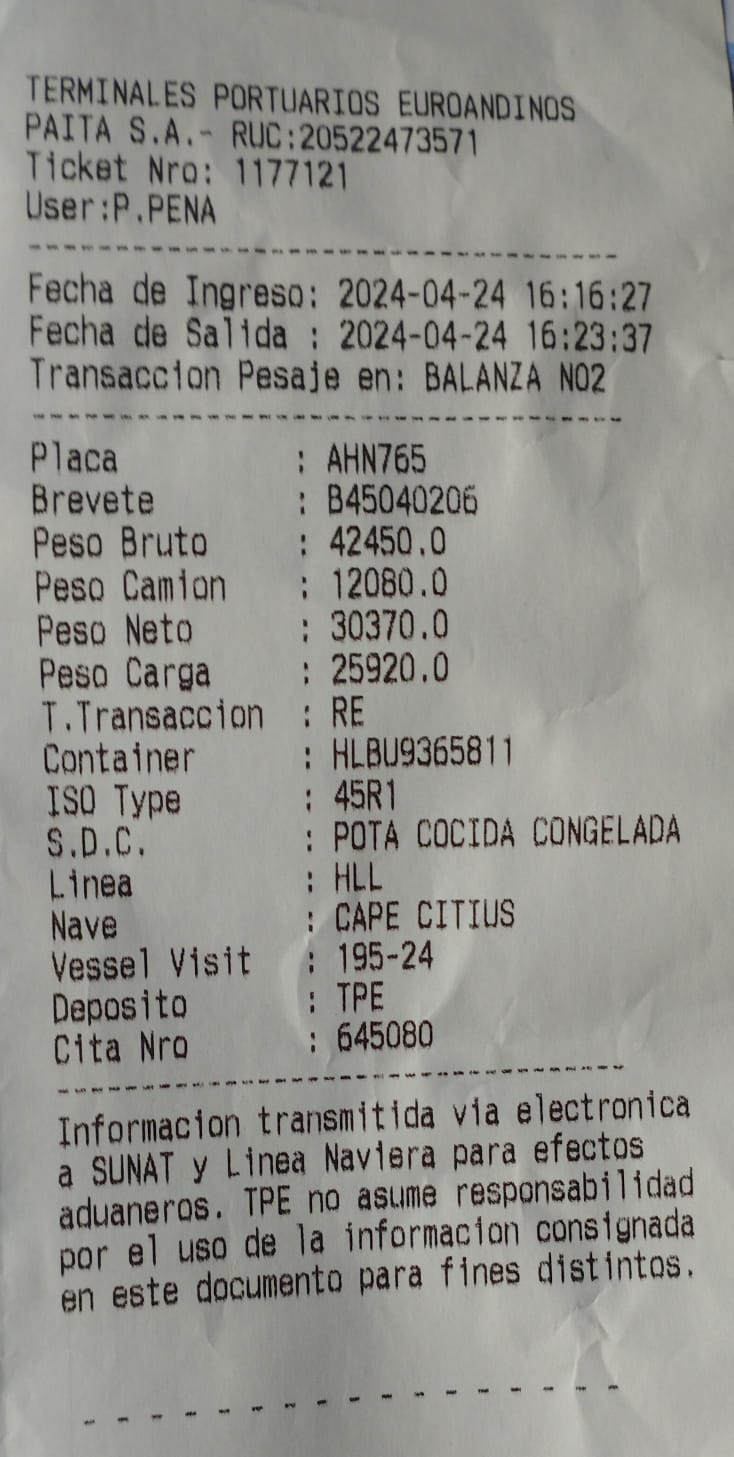 TERMINALES PORTUARIOS EUROANDINOS
PAITA S.A.- RUC:20522473571
Ticket Nro: 1177121
User:P.PENA
Fecha de Ingreso: 2024-04-24 16:16:27
Fecha de Salida : 2024-04-24 16:23:37
Transaccion Pesaje en: BALANZA NO2
Placa : AHN765
Brevete : B45040206
Peso Bruto : 42450.0
Peso Camion : 12080.0
Peso Neto : 30370.0
Peso Carga : 25920.0
T.Transaccion : RE
Container : HLBU9365811
ISO Type : 45R1
S.D.C. : POTA COCIDA CONGELADA
Linea : HLL
Nave : CAPE CITIUS
Vessel Visit : 195-24
Deposito : TPE
Cita Nro : 645080
Informacion transmitida via electronica
a SUNAT y Linea Naviera para efectos
aduaneros. TPE no asume responsabilidad
por el uso de la informacion consignada
en este documento para fines distintos.